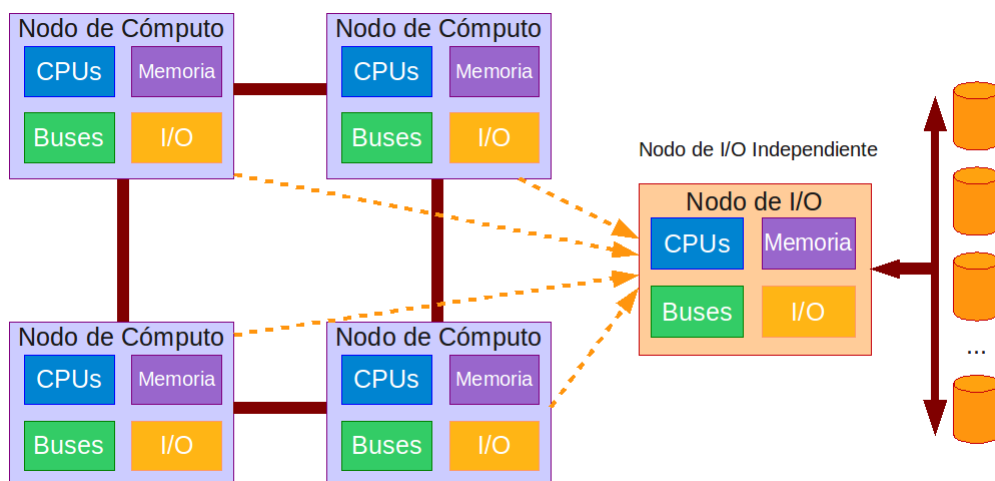 Nodo de Cómputo
CPUs
Memoria
Buses
I/O
Nodo de Cómputo
CPUs
Memoria
Buses
I/O
Nodo de I/O Independiente
Nodo de I/O
CPUs
Memoria
Buses
I/O
...
Nodo de Cómputo
CPUs
Memoria
Buses
I/O
Nodo de Cómputo
CPUs
Memoria
Buses
I/O